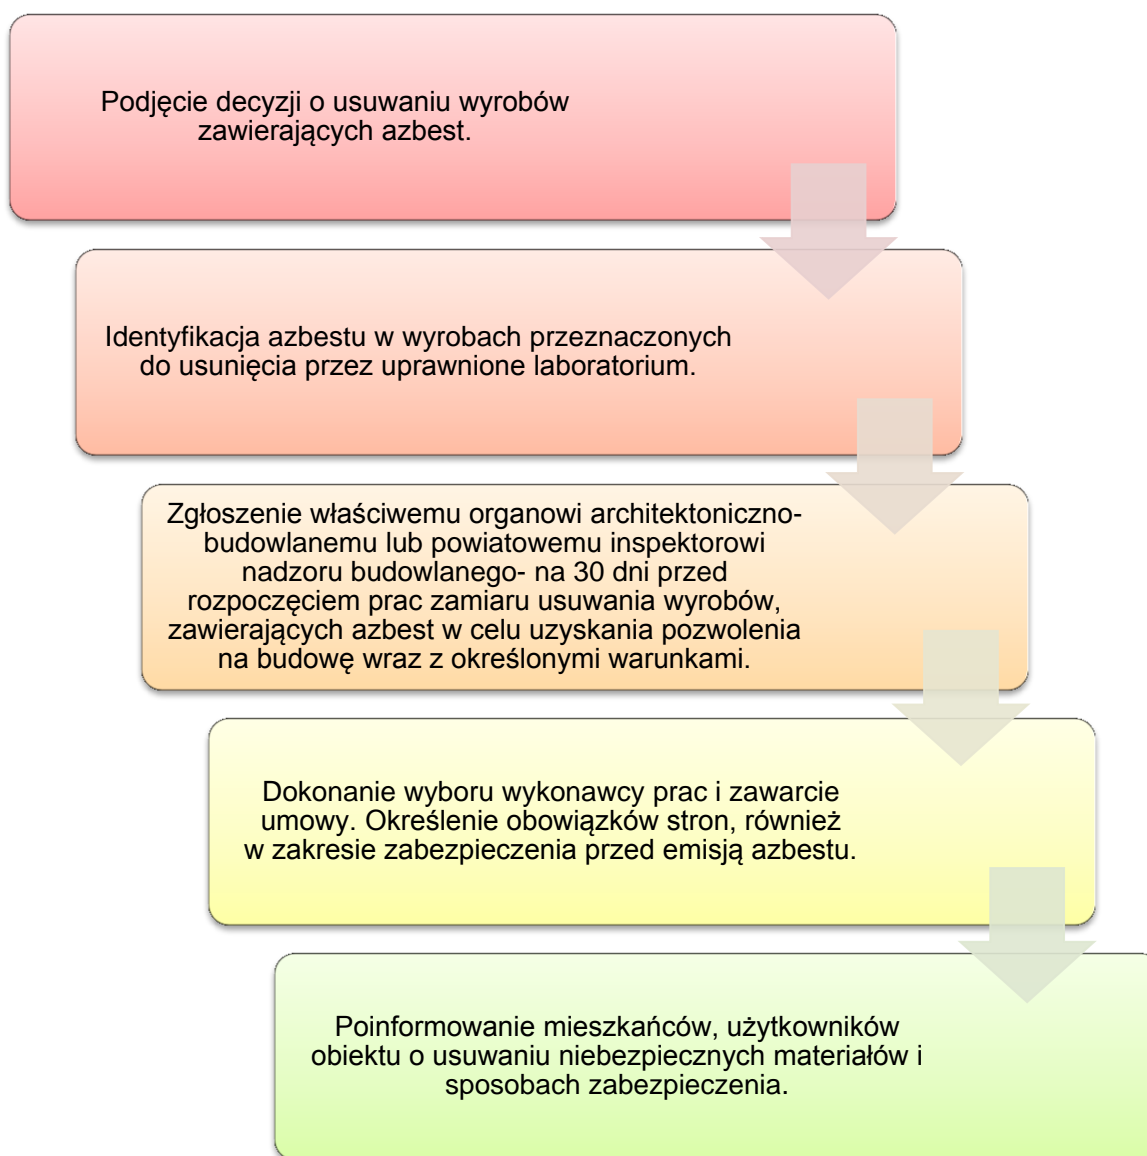 Podjęcie decyzji o usuwaniu wyrobów
zawierających azbest.
Identyfikacja azbestu w wyrobach przeznaczonych
do usunięcia przez uprawnione laboratorium.
Zgłoszenie właściwemu organowi architektoniczno-
budowlanemu lub powiatowemu inspektorowi
nadzoru budowlanego- na 30 dni przed
rozpoczęciem prac zamiaru usuwania wyrobów,
zawierających azbest w celu uzyskania pozwolenia
na budowę wraz z określonymi warunkami.
Dokonanie wyboru wykonawcy prac i zawarcie
umowy. Określenie obowiązków stron, również
w zakresie zabezpieczenia przed emisją azbestu.
Poinformowanie mieszkańców, użytkowników
obiektu o usuwaniu niebezpiecznych materiałów i
sposobach zabezpieczenia.